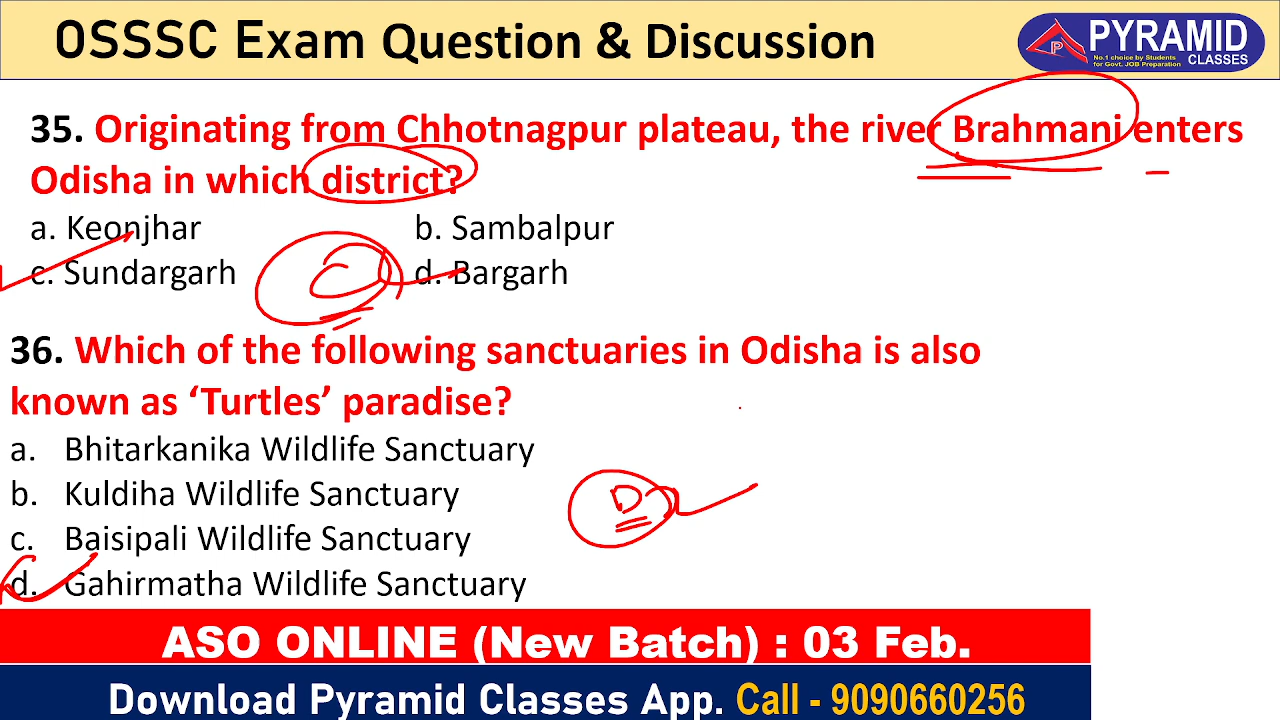 OSSSC Exam Question & Discussion
PYRAMID
CLASSES
No.1 choice by Students
for Govt. JOB Preparation
35. Originating from Chhotnagpur plateau, the river Brahmani enters
Odisha in which district?
a. Keonjhar b. Sambalpur
c. Sundargarh C d. Bargarh
36. Which of the following sanctuaries in Odisha is also
known as ‘Turtles’ paradise?
a. Bhitarkanika Wildlife Sanctuary
b. Kuldiha Wildlife Sanctuary
D
c. Baisipali Wildlife Sanctuary
d. Gahirmatha Wildlife Sanctuary
ASO ONLINE (New Batch) : 03 Feb.
Download Pyramid Classes App. Call - 9090660256